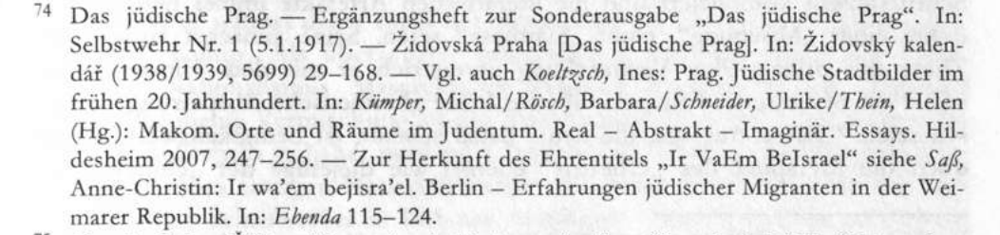 74 Das jüdische Prag. — Ergänzungsheft zur Sonderausgabe „Das jüdische Prag“. In:
Selbstwehr Nr. 1 (5.1.1917). — Židovská Praha [Das jüdische Prag]. In: Židovský kalen-
dář (1938/1939, 5699) 29–168. — Vgl. auch Koeltzsch, Ines: Prag. Jüdische Stadtbilder im
frühen 20. Jahrhundert. In: Kümper, Michal/Rösch, Barbara/Schneider, Ulrike/Thein, Helen
(Hg.): Makom. Orte und Räume im Judentum. Real – Abstrakt – Imaginär. Essays. Hil-
desheim 2007, 247–256. — Zur Herkunft des Ehrentitels „Ir VaEm BeIsrael“ siehe Saß,
Anne-Christin: Ir wa'em bejisra'el. Berlin – Erfahrungen jüdischer Migranten in der Wei-
marer Republik. In: Ebenda 115–124.